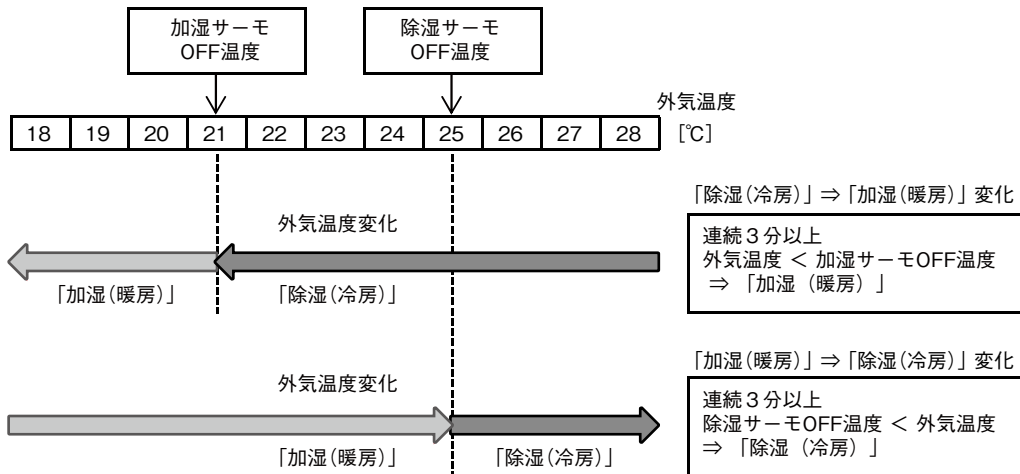 加湿サーモ
OFF温度
除湿サーモ
OFF温度
外気温度
18 19 20 21 22 23 24 25 26 27 28 [℃]
「除湿(冷房)」⇒「加湿(暖房)」変化
外気温度変化
連続３分以上
外気温度 < 加湿サーモOFF温度
⇒ 「加湿（暖房）」
「加湿(暖房)」 「除湿(冷房)」
「加湿(暖房)」⇒「除湿(冷房)」変化
外気温度変化
連続３分以上
除湿サーモOFF温度 < 外気温度
⇒ 「除湿（冷房）」
「加湿(暖房)」 「除湿(冷房)」